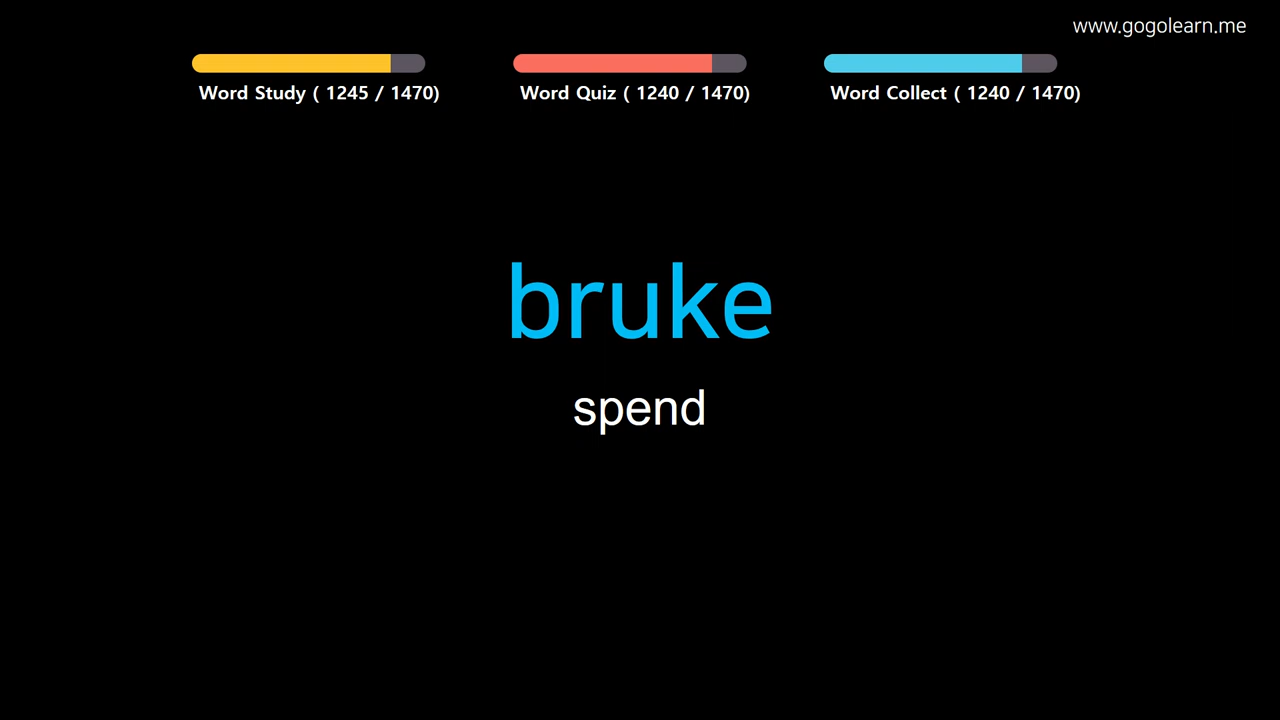 www.gogolearn.me
Word Study ( 1245 / 1470)
Word Quiz ( 1240 / 1470)
Word Collect ( 1240 / 1470)
bruke
spend